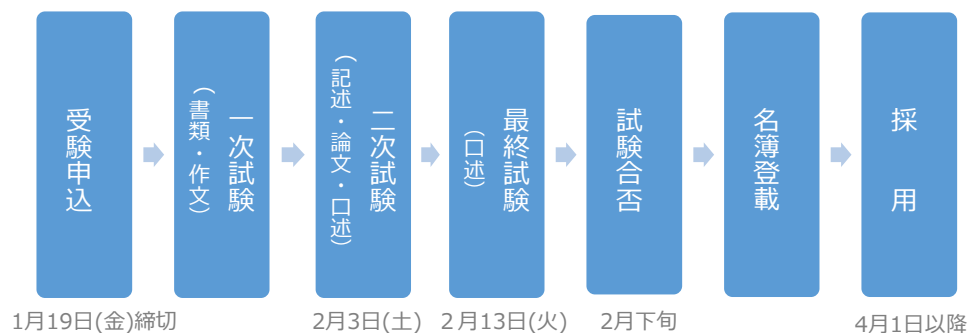 受験申込
一次試験
（書類・作文）
二次試験
（記述・論文・口述）
最終試験
（口述）
試験合否
名簿登載
採　用
1月19日(金)締切
2月3日(土)
２月13日(火)
2月下旬
4月1日以降